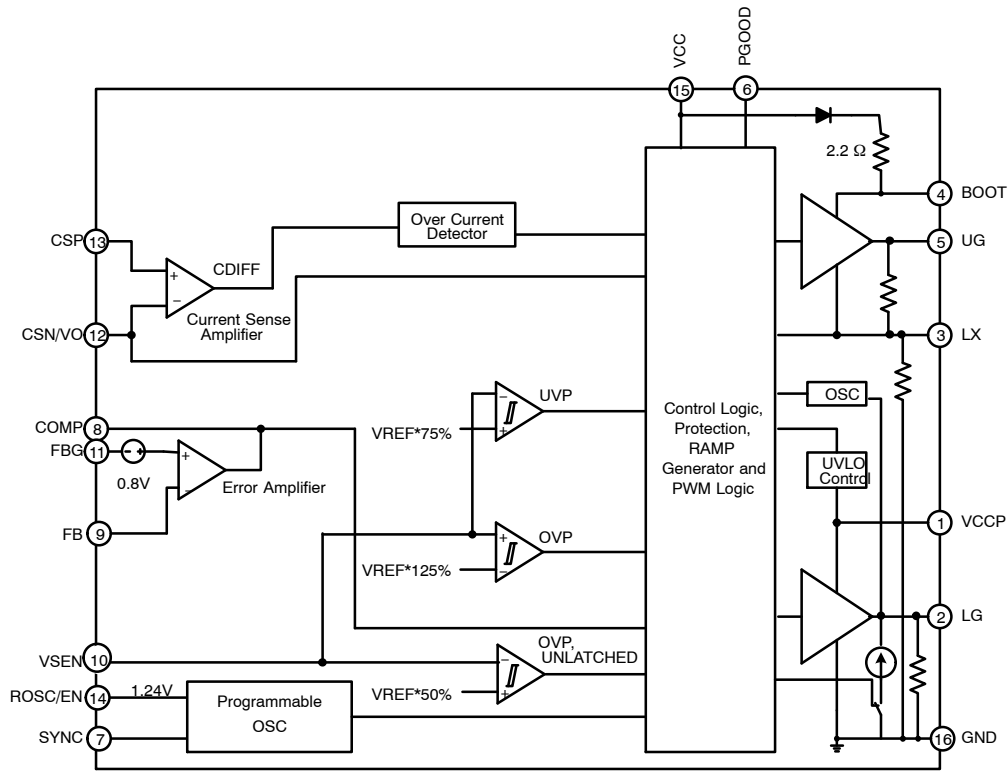 VCC
PGOOD
15
6
2.2 Ω
4
BOOT
Over Current
Detector
CSP
13
+
CDIFF
5
UG
−
Current Sense
Amplifier
CSN/VO
12
3
LX
−
UVP
OSC
COMP
8
VREF*75%
+
Control Logic,
Protection,
RAMP
Generator and
PWM Logic
FBG
11
- +
+
0.8V
−
Error Amplifier
UVLO
Control
FB
9
+
OVP
1
VCCP
VREF*125%
−
2
LG
OVP,
UNLATCHED
VSEN
10
−
VREF*50%
+
ROSC/EN
14
1.24V
Programmable
OSC
SYNC
7
16
GND